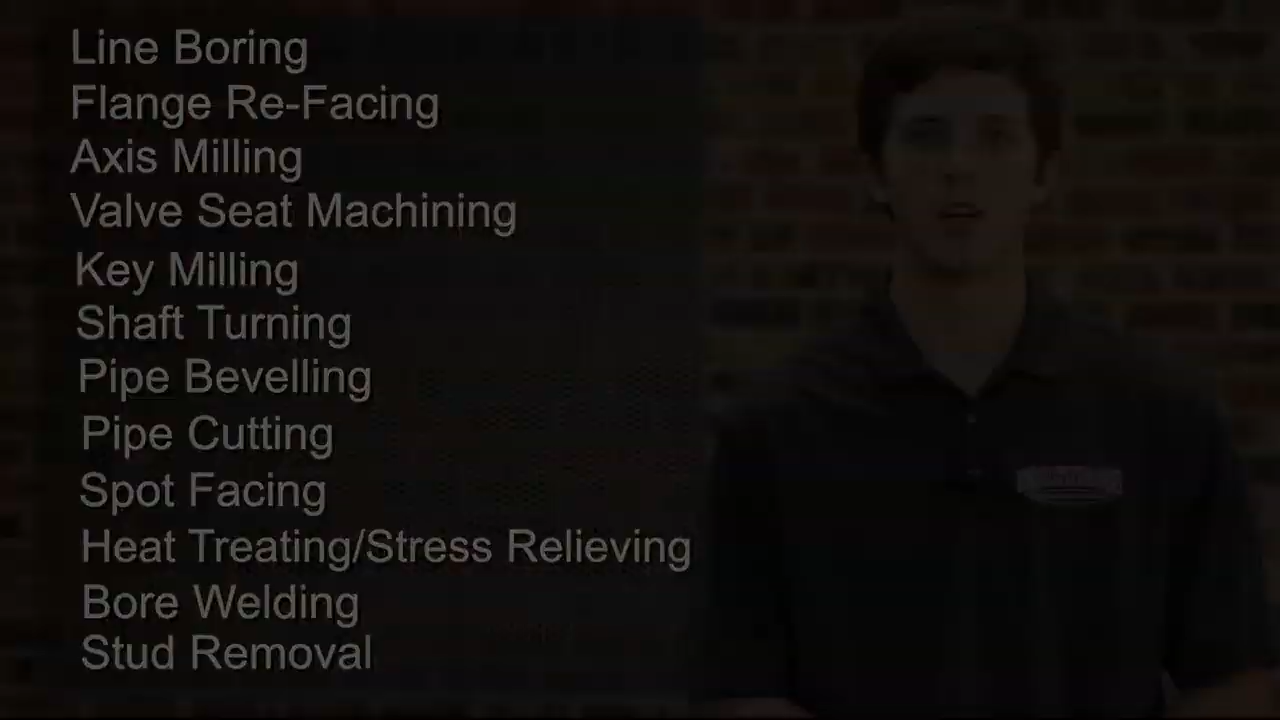 Line Boring
Flange Re-Facing
Axis Milling
Valve Seat Machining
Key Milling
Shaft Turning
Pipe Bevelling
Pipe Cutting
Spot Facing
Heat Treating/Stress Relieving
Bore Welding
Stud Removal